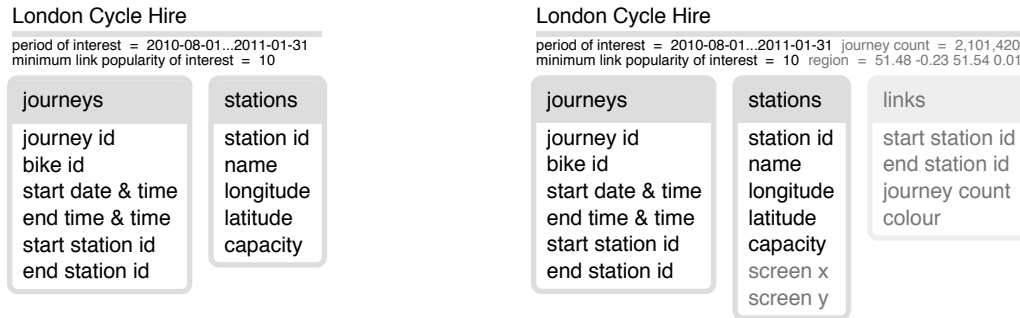 London Cycle Hire
period of interest = 2010-08-01...2011-01-31
minimum link popularity of interest = 10
journeys
journey id
bike id
start date & time
end time & time
start station id
end station id
stations
station id
name
longitude
latitude
capacity
London Cycle Hire
period of interest = 2010-08-01...2011-01-31 journey count = 2,101,420
minimum link popularity of interest = 10 region = 51.48 -0.23 51.54 0.01
journeys
journey id
bike id
start date & time
end time & time
start station id
end station id
stations
station id
name
longitude
latitude
capacity
screen x
screen y
links
start station id
end station id
journey count
colour